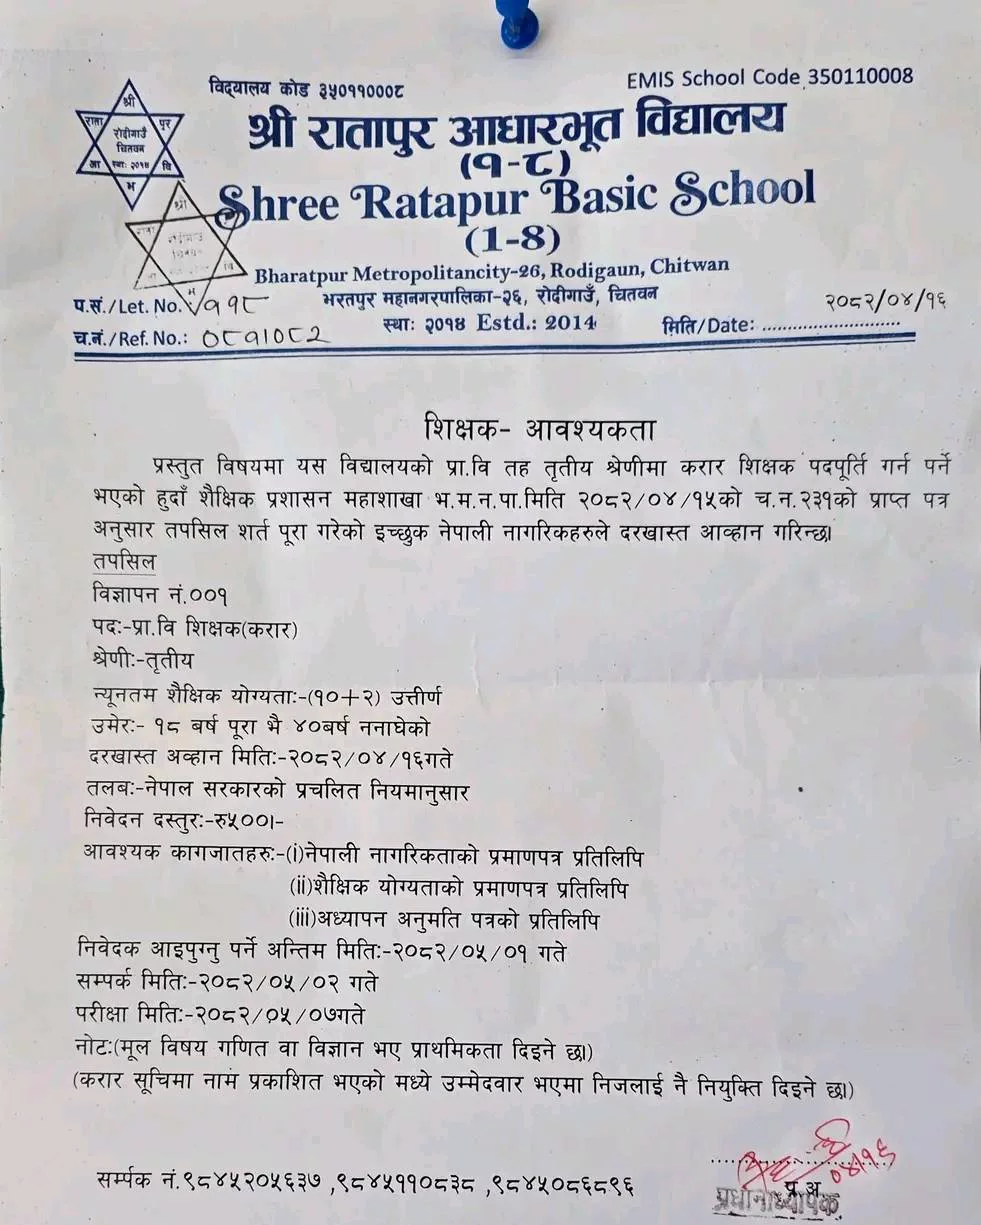 विद्यालय कोड ३५०११०००८
EMIS School Code 350110008
श्री
राता पुर
रोदीगाउँ
चितवन
आ स्था: २०१४ वि
भ
श्री रातापुर आधारभूत विद्यालय
(१-८)
Shree Ratapur Basic School
(1-8)
श्री
Bharatpur Metropolitancity-26, Rodigaun, Chitwan
भरतपुर महानगरपालिका-२६, रोदीगाउँ, चितवन
स्था: २०१४ Estd.: 2014
प.सं./Let. No. ११८
च.नं./Ref. No.: ०८१।०८२
मिति/Date: २०८२/०४/१६
शिक्षक- आवश्यकता
प्रस्तुत विषयमा यस विद्यालयको प्रा.वि तह तृतीय श्रेणीमा करार शिक्षक पदपूर्ति गर्न पर्ने
भएको हुदाँ शैक्षिक प्रशासन महाशाखा भ.म.न.पा.मिति २०८२/०४/१५को च.न.२३१को प्राप्त पत्र
अनुसार तपसिल शर्त पूरा गरेको इच्छुक नेपाली नागरिकहरुले दरखास्त आव्हान गरिन्छ।
तपसिल
विज्ञापन नं.००१
पदः-प्रा.वि शिक्षक(करार)
श्रेणीः-तृतीय
न्यूनतम शैक्षिक योग्यताः-(१०+२) उत्तीर्ण
उमेरः- १८ बर्ष पूरा भै ४०बर्ष ननाघेको
दरखास्त अव्हान मितिः-२०८२/०४/१६गते
तलबः-नेपाल सरकारको प्रचलित नियमानुसार
निवेदन दस्तुरः-रु५००।-
आवश्यक कागजातहरुः-(i)नेपाली नागरिकताको प्रमाणपत्र प्रतिलिपि
(ii)शैक्षिक योग्यताको प्रमाणपत्र प्रतिलिपि
(iii)अध्यापन अनुमति पत्रको प्रतिलिपि
निवेदक आइपुग्नु पर्ने अन्तिम मितिः-२०८२/०५/०१ गते
सम्पर्क मितिः-२०८२/०५/०२ गते
परीक्षा मितिः-२०८२/०५/०७गते
नोटः(मूल विषय गणित वा विज्ञान भए प्राथमिकता दिइने छ।)
(करार सूचिमा नाम प्रकाशित भएको मध्ये उम्मेदवार भएमा निजलाई नै नियुक्ति दिइने छ।)
०४।१६
प्र.अ
प्रधानाध्यापक
सर्म्पक नं.९८४५२०५६३७ ,९८४५११०८३८ ,९८४५०८६८९६